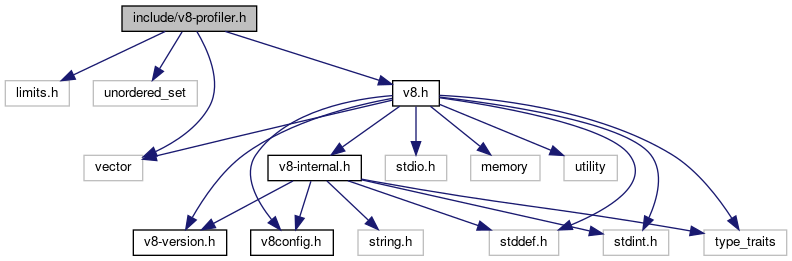 include/v8-profiler.h
limits.h
unordered_set
v8.h
vector
v8-internal.h
stdio.h
memory
utility
v8-version.h
v8config.h
string.h
stddef.h
stdint.h
type_traits